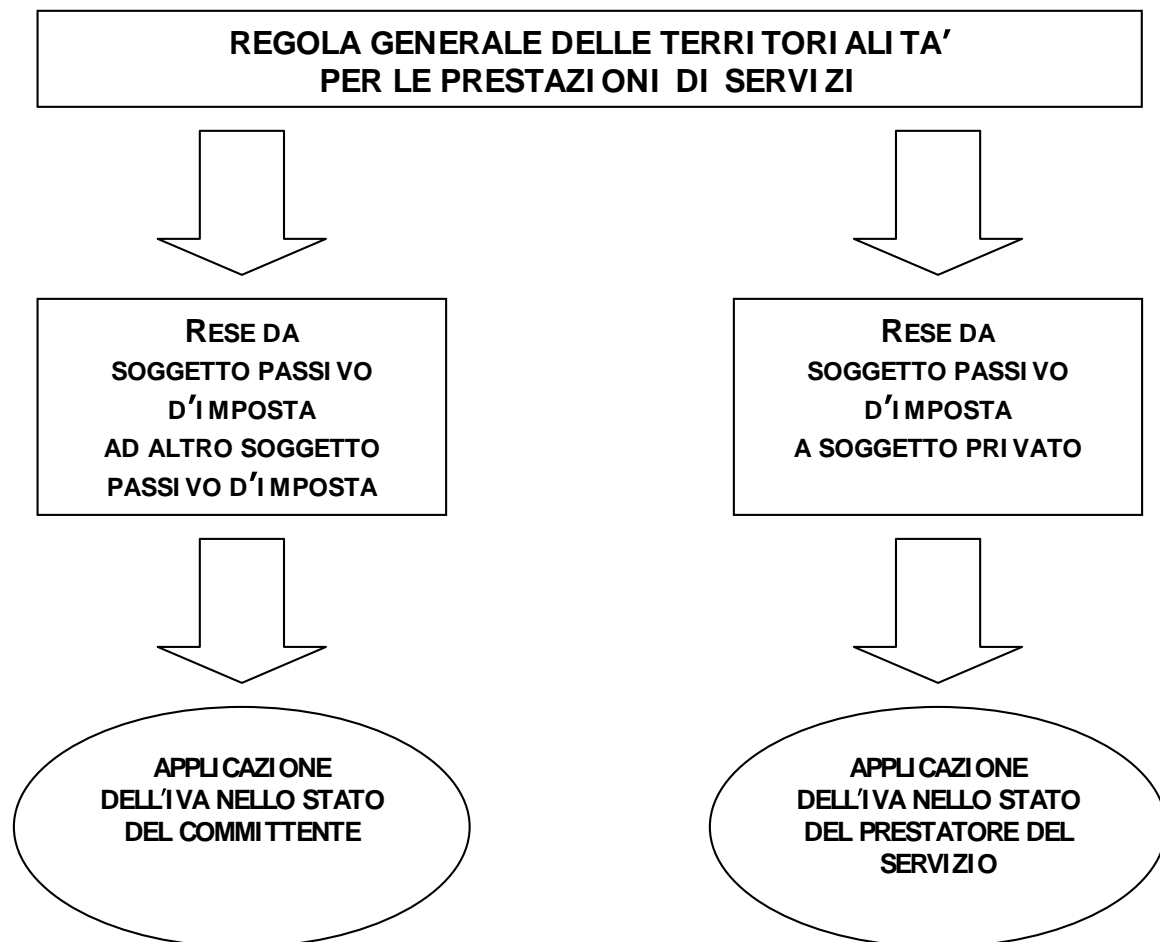 REGOLA GENERALE DELLE TERRITORIALITA'
PER LE PRESTAZIONI DI SERVIZI
RESE DA
SOGGETTO PASSIVO
D'IMPOSTA
AD ALTRO SOGGETTO
PASSIVO D'IMPOSTA
RESE DA
SOGGETTO PASSIVO
D'IMPOSTA
A SOGGETTO PRIVATO
APPLICAZIONE
DELL'IVA NELLO STATO
DEL COMMITTENTE
APPLICAZIONE
DELL'IVA NELLO STATO
DEL PRESTATORE DEL
SERVIZIO